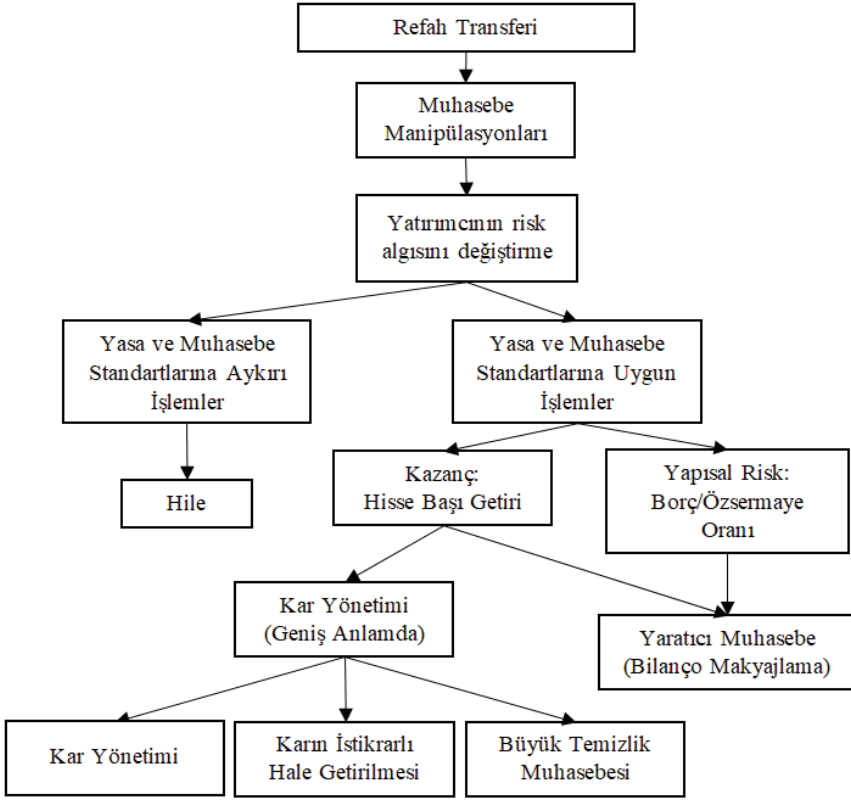 Refah Transferi
Muhasebe
Manipülasyonları
Yatırımcının risk
algısını değiştirme
Yasa ve Muhasebe
Standartlarına Aykırı
İşlemler
Yasa ve Muhasebe
Standartlarına Uygun
İşlemler
Hile
Kazanç:
Hisse Başı Getiri
Yapısal Risk:
Borç/Özsermaye
Oranı
Kar Yönetimi
(Geniş Anlamda)
Yaratıcı Muhasebe
(Bilanço Makyajlama)
Kar Yönetimi
Karın İstikrarlı
Hale Getirilmesi
Büyük Temizlik
Muhasebesi